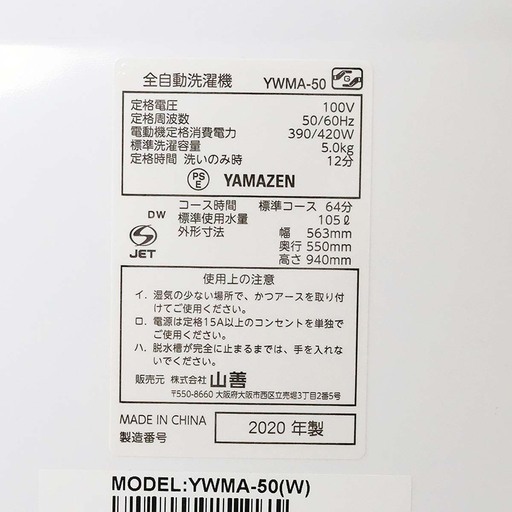 全自動洗濯機 YWMA-50 G
定格電圧 100V
定格周波数 50/60Hz
電動機定格消費電力 390/420W
標準洗濯容量 5.0kg
定格時間 洗いのみ時 12分
PS E YAMAZEN
コース時間 標準コース 64分
DW 標準使用水量 105ℓ
外形寸法 幅 563mm
奥行 550mm
JET 高さ 940mm
使用上の注意
イ. 湿気の少ない場所で、かつアースを取り付
けてご使用ください。
ロ. 電源は定格15A以上のコンセントを単独で
ご使用ください。
ハ. 脱水槽が完全に止まるまでは、手を入れな
いでください。
販売元 株式会社 山善
〒550-8660 大阪府大阪市西区立売堀3丁目2番5号
MADE IN CHINA 2020 年製
製造番号
MODEL:YWMA-50(W)